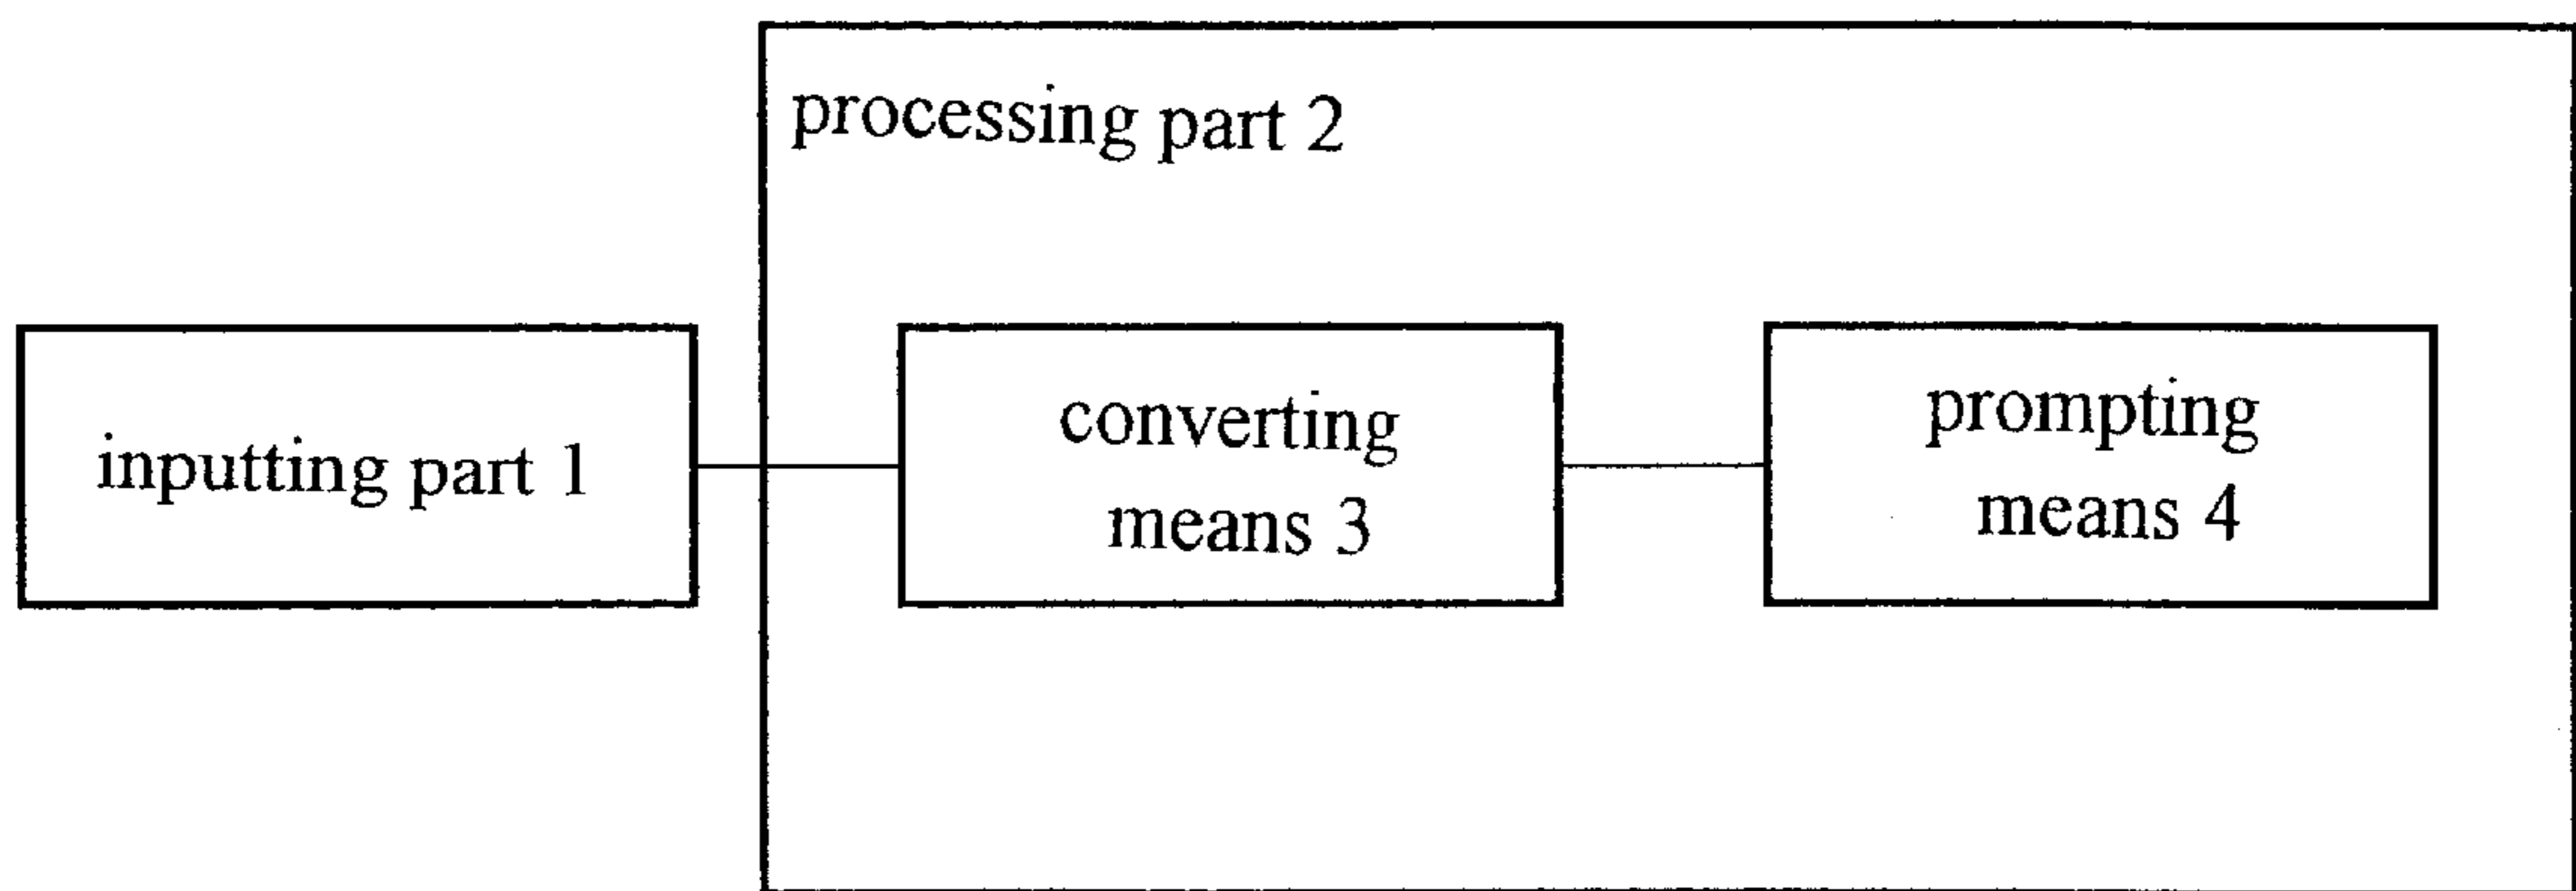 processing part 2
inputting part 1
converting
means 3
prompting
means 4